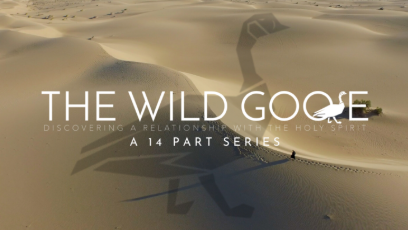 THE WILD GOOSE
DISCOVERING A RELATIONSHIP WITH THE HOLY SPIRIT
A 14 PART SERIES